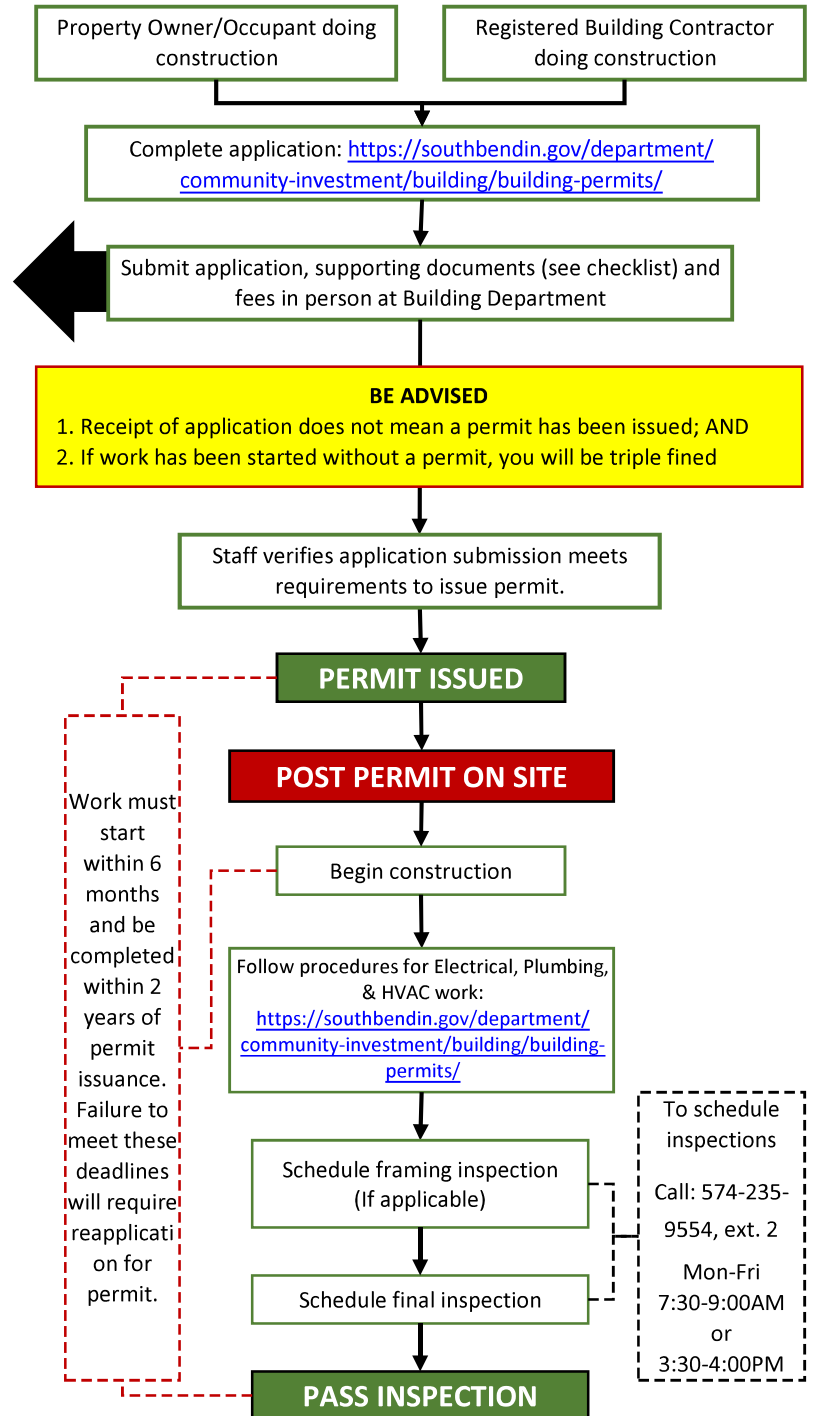 Property Owner/Occupant doing
construction
Registered Building Contractor
doing construction
Complete application: https://southbendin.gov/department/
community-investment/building/building-permits/
Submit application, supporting documents (see checklist) and
fees in person at Building Department
BE ADVISED
1. Receipt of application does not mean a permit has been issued; AND
2. If work has been started without a permit, you will be triple fined
Staff verifies application submission meets
requirements to issue permit.
PERMIT ISSUED
POST PERMIT ON SITE
Work must
start
within 6
months
and be
completed
within 2
years of
permit
issuance.
Failure to
meet these
deadlines
will require
reapplicati
on for
permit.
Begin construction
Follow procedures for Electrical, Plumbing,
& HVAC work:
https://southbendin.gov/department/
community-investment/building/building-
permits/
Schedule framing inspection
(If applicable)
To schedule
inspections
Call: 574-235-
9554, ext. 2
Mon-Fri
7:30-9:00AM
or
3:30-4:00PM
Schedule final inspection
PASS INSPECTION